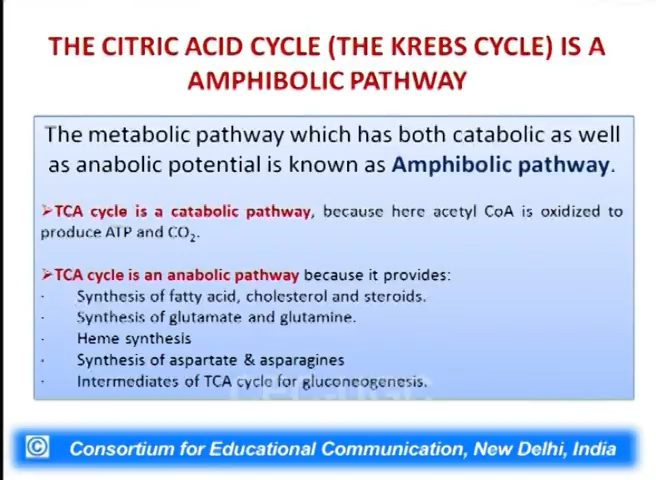 THE CITRIC ACID CYCLE (THE KREBS CYCLE) IS A
AMPHIBOLIC PATHWAY
The metabolic pathway which has both catabolic as well
as anabolic potential is known as Amphibolic pathway.
➢TCA cycle is a catabolic pathway, because here acetyl CoA is oxidized to
produce ATP and CO₂.
➢TCA cycle is an anabolic pathway because it provides:
· Synthesis of fatty acid, cholesterol and steroids.
· Synthesis of glutamate and glutamine.
· Heme synthesis
· Synthesis of aspartate & asparagines
· Intermediates of TCA cycle for gluconeogenesis.
© Consortium for Educational Communication, New Delhi, India